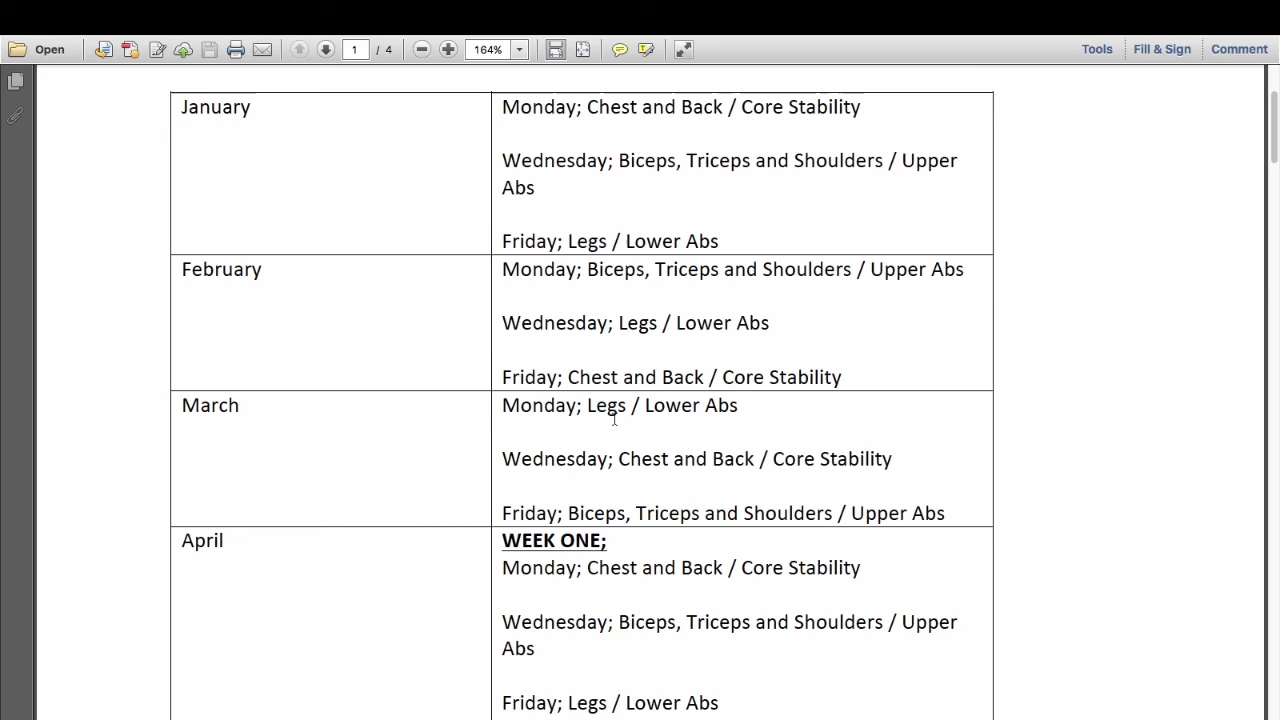 Open
1 / 4
164%
Tools
Fill & Sign
Comment
January
Monday; Chest and Back / Core Stability
Wednesday; Biceps, Triceps and Shoulders / Upper
Abs
Friday; Legs / Lower Abs
February
Monday; Biceps, Triceps and Shoulders / Upper Abs
Wednesday; Legs / Lower Abs
Friday; Chest and Back / Core Stability
March
Monday; Legs / Lower Abs
Wednesday; Chest and Back / Core Stability
Friday; Biceps, Triceps and Shoulders / Upper Abs
April
WEEK ONE;
Monday; Chest and Back / Core Stability
Wednesday; Biceps, Triceps and Shoulders / Upper
Abs
Friday; Legs / Lower Abs